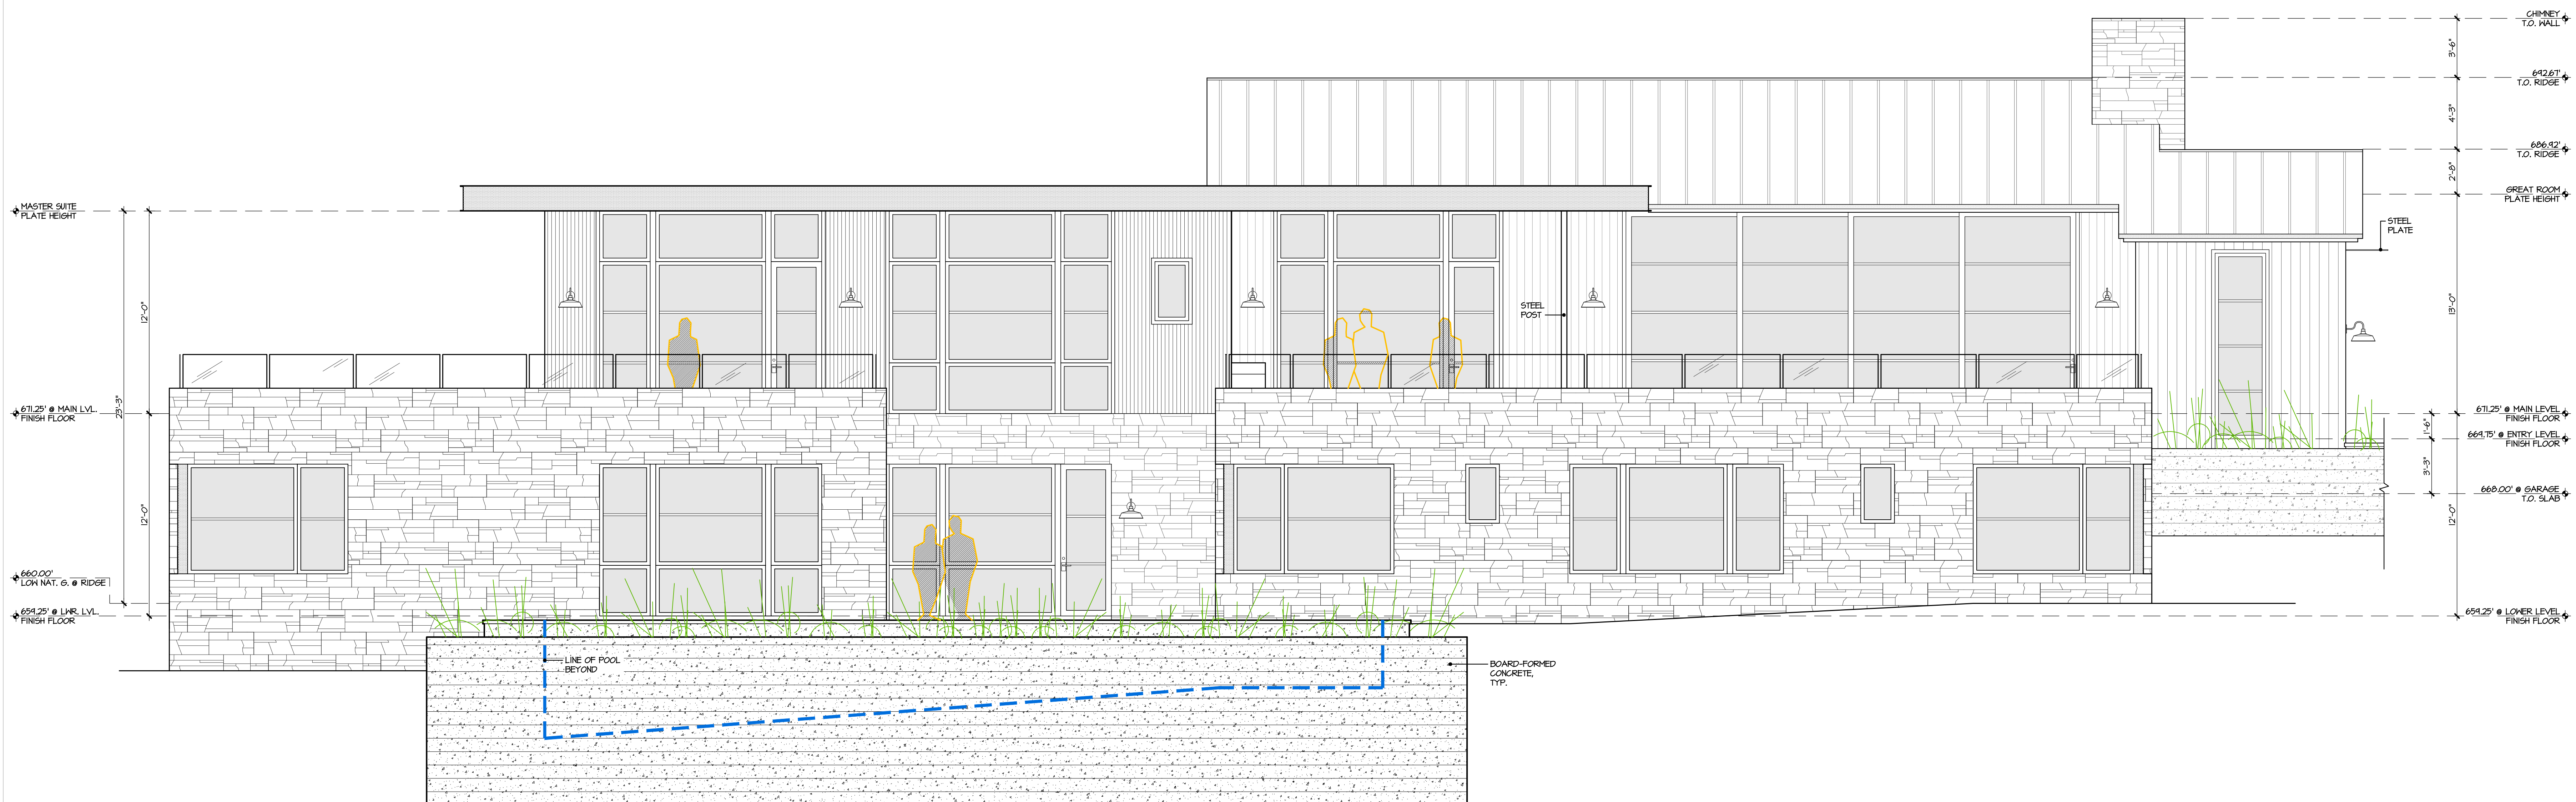 CHIMNEY
T.O. WALL
3'-6"
692.67'
T.O. RIDGE
4'-3"
686.92'
T.O. RIDGE
2'-8"
GREAT ROOM
PLATE HEIGHT
MASTER SUITE
PLATE HEIGHT
STEEL
PLATE
12'-0"
STEEL
POST
13'-0"
23'-3"
671.25' @ MAIN LVL.
FINISH FLOOR
671.25' @ MAIN LEVEL
FINISH FLOOR
1'-6"
669.75' @ ENTRY LEVEL
FINISH FLOOR
3'-3"
668.00' @ GARAGE
T.O. SLAB
12'-0"
12'-0"
660.00'
LOW NAT. G. @ RIDGE
659.25' @ LWR. LVL.
FINISH FLOOR
659.25' @ LOWER LEVEL
FINISH FLOOR
LINE OF POOL
BEYOND
BOARD-FORMED
CONCRETE,
TYP.